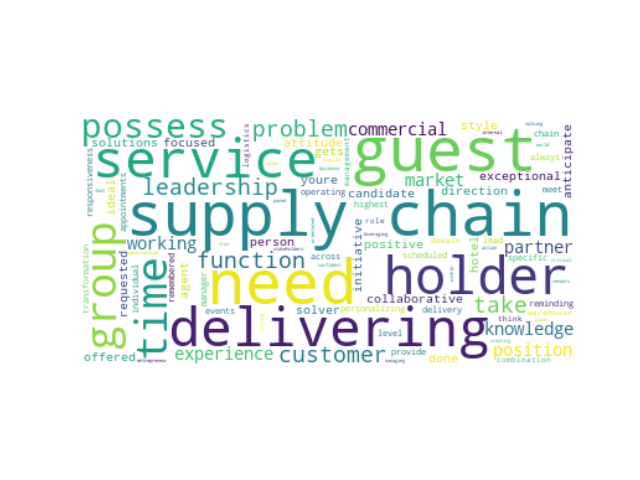 possess
problem
commercial
style
solving
solutions
focused
attitude
chain
gets
always
service
logistics
management
guest
exceptional
anticipate
responsiveness
appointments
ideal
leadership
youre
market
direction
meet
operating
candidate
highest
supply chain
role
group
requested
individual
working
remembered
person
function
across
positive
initiative
scheduled
domain
lead
hotel
partner
specific
transformation
time
agent
manager
need
holder
collaborative
personalizing
delivery
take
warehouse
reminding
events
delivering
solver
level
think
knowledge
offered
experience
customer
provide
done
position
combination